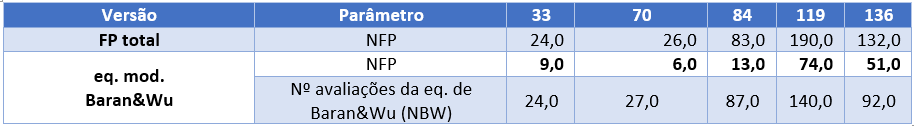 Versão Parâmetro 33 70 84 119 136
FP total NFP 24,0 26,0 83,0 190,0 132,0
eq. mod. Baran&Wu NFP 9,0 6,0 13,0 74,0 51,0
Nº avaliações da eq. de
Baran&Wu (NBW) 24,0 27,0 87,0 140,0 92,0